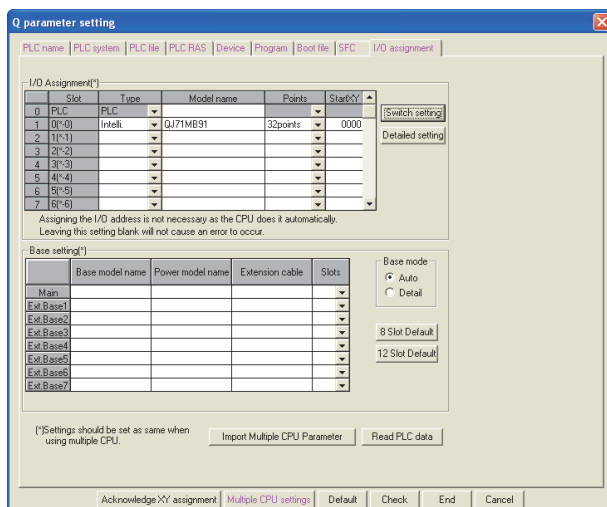 Q parameter setting
PLC name PLC system PLC file PLC RAS Device Program Boot file SFC I/O assignment
I/O Assignment(*)
Slot Type Model name Points StartXY
0 PLC PLC
1 0(*-0) Intelli. QJ71MB91 32points 0000
2 1(*-1)
3 2(*-2)
4 3(*-3)
5 4(*-4)
6 5(*-5)
7 6(*-6)
Switch setting
Detailed setting
Assigning the I/O address is not necessary as the CPU does it automatically.
Leaving this setting blank will not cause an error to occur.
Base setting(*)
Base model name Power model name Extension cable Slots
Main
Ext.Base1
Ext.Base2
Ext.Base3
Ext.Base4
Ext.Base5
Ext.Base6
Ext.Base7
Base mode
Auto
Detail
8 Slot Default
12 Slot Default
(*)Settings should be set as same when
using multiple CPU.
Import Multiple CPU Parameter Read PLC data
Acknowledge XY assignment Multiple CPU settings Default Check End Cancel